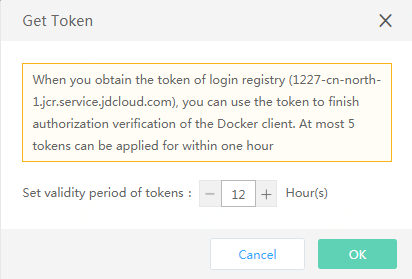 Get Token
When you obtain the token of login registry (1227-cn-north-
1.jcr.service.jdcloud.com), you can use the token to finish
authorization verification of the Docker client. At most 5
tokens can be applied for within one hour
Set validity period of tokens : − 12 + Hour(s)
Cancel OK